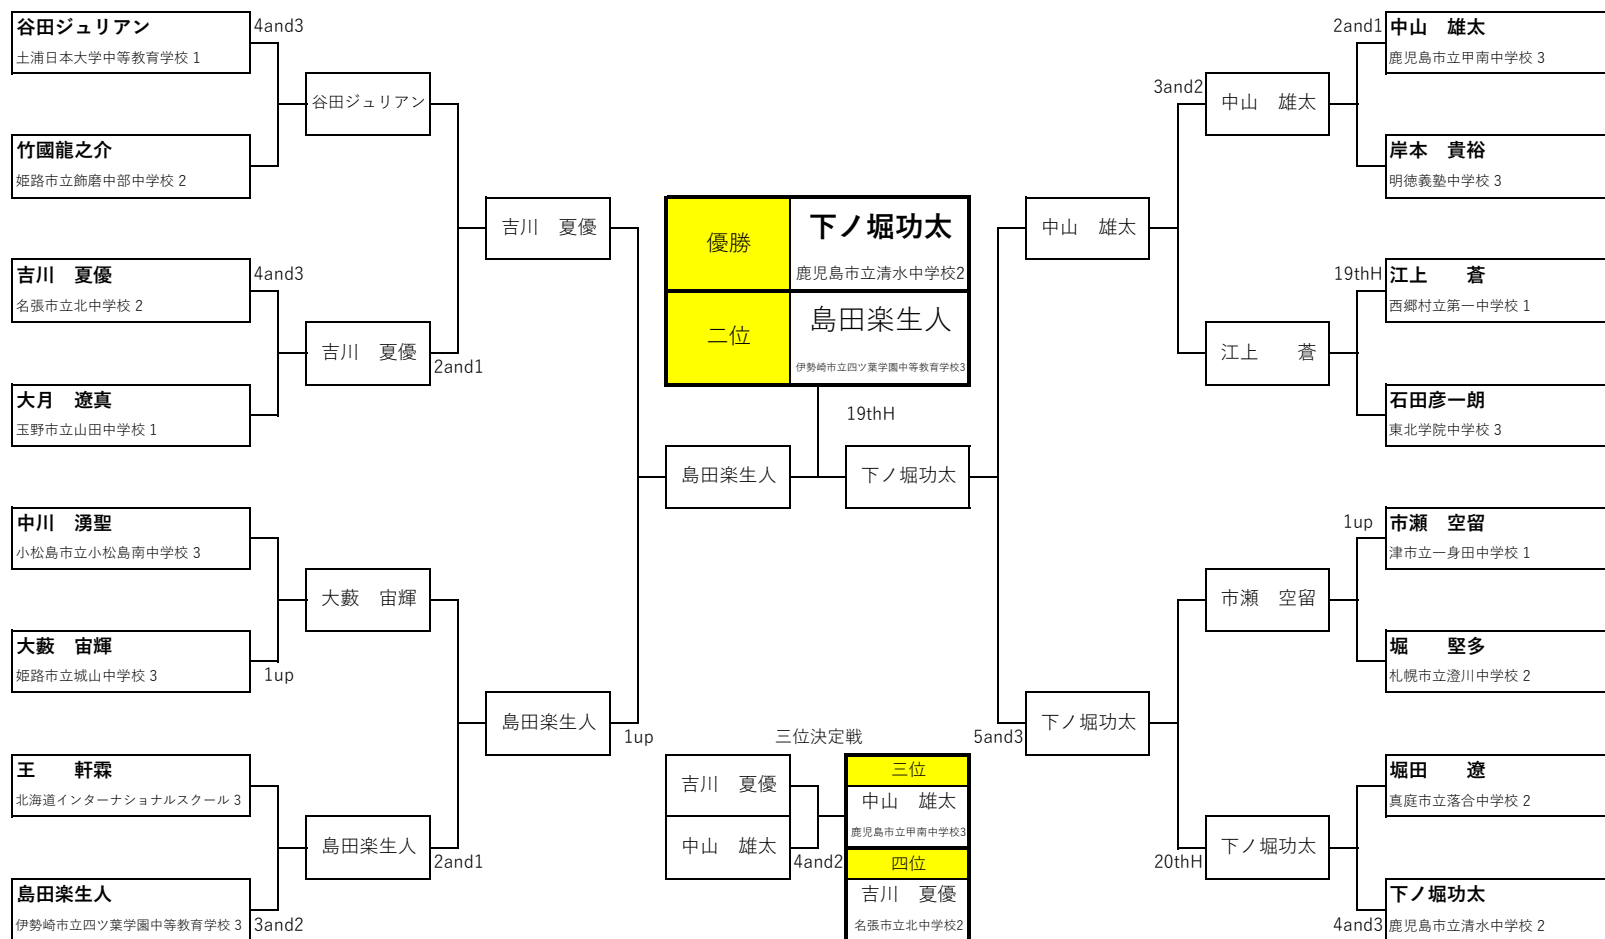 谷田ジュリアン
土浦日本大学中等教育学校 1
4and3
竹國龍之介
姫路市立飾磨中部中学校 2
谷田ジュリアン
吉川　夏優
名張市立北中学校 2
4and3
大月　遼真
玉野市立山田中学校 1
吉川　夏優
2and1
吉川　夏優
中川　湧聖
小松島市立小松島南中学校 3
大藪　宙輝
姫路市立城山中学校 3
1up
大藪　宙輝
王　　軒霖
北海道インターナショナルスクール 3
島田楽生人
伊勢崎市立四ツ葉学園中等教育学校 3
3and2
島田楽生人
2and1
島田楽生人
1up
島田楽生人
優勝
下ノ堀功太
鹿児島市立清水中学校2
二位
島田楽生人
伊勢崎市立四ツ葉学園中等教育学校3
19thH
下ノ堀功太
三位決定戦
吉川　夏優
中山　雄太
4and2
三位
中山　雄太
鹿児島市立甲南中学校3
四位
吉川　夏優
名張市立北中学校2
中山　雄太
3and2
中山　雄太
2and1
中山　雄太
鹿児島市立甲南中学校 3
岸本　貴裕
明徳義塾中学校 3
江上　　蒼
19thH
江上　　蒼
西郷村立第一中学校 1
石田彦一朗
東北学院中学校 3
5and3
下ノ堀功太
市瀬　空留
1up
市瀬　空留
津市立一身田中学校 1
堀　　堅多
札幌市立澄川中学校 2
20thH
下ノ堀功太
堀田　　遼
真庭市立落合中学校 2
4and3
下ノ堀功太
鹿児島市立清水中学校 2